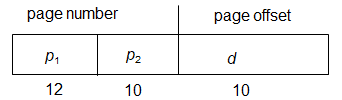 page number page offset
p₁ p₂ d
12 10 10